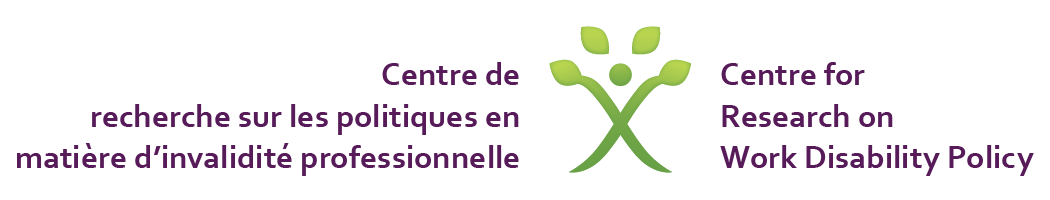 Centre de
recherche sur les politiques en
matière d’invalidité professionnelle
Centre for
Research on
Work Disability Policy